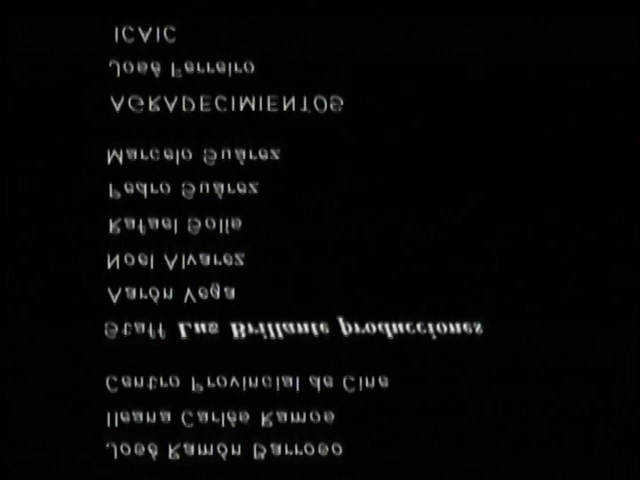 José Ramón Barroso
Ileana Carlés Ramos
Centro Provincial de Cine
Staff Luz Brillante producciones
Aarón Vega
Noel Alvarez
Rafael Solís
Pedro Suárez
Marcelo Suárez
AGRADECIMIENTOS
José Ferreiro
ICAIC